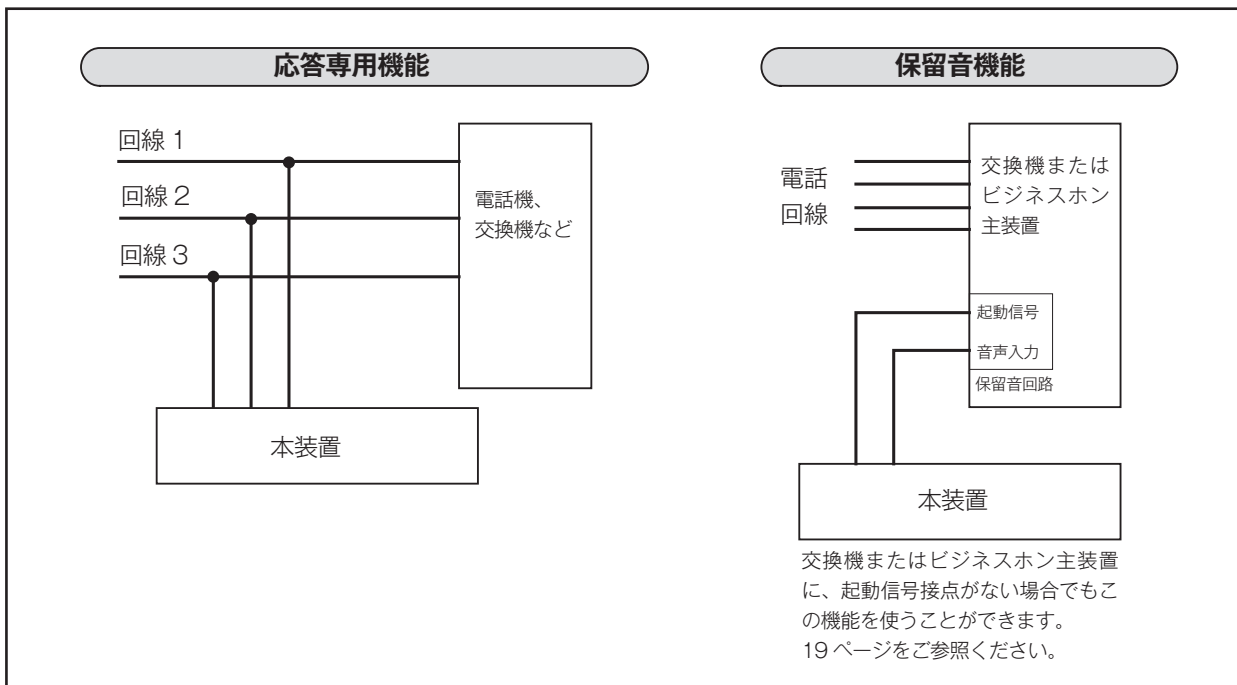 応答専用機能
回線 1
回線 2
回線 3
電話機、
交換機など
本装置
保留音機能
電話
回線
交換機または
ビジネスホン
主装置
起動信号
音声入力
保留音回路
本装置
交換機またはビジネスホン主装置
に、起動信号接点がない場合でもこ
の機能を使うことができます。
19 ページをご参照ください。